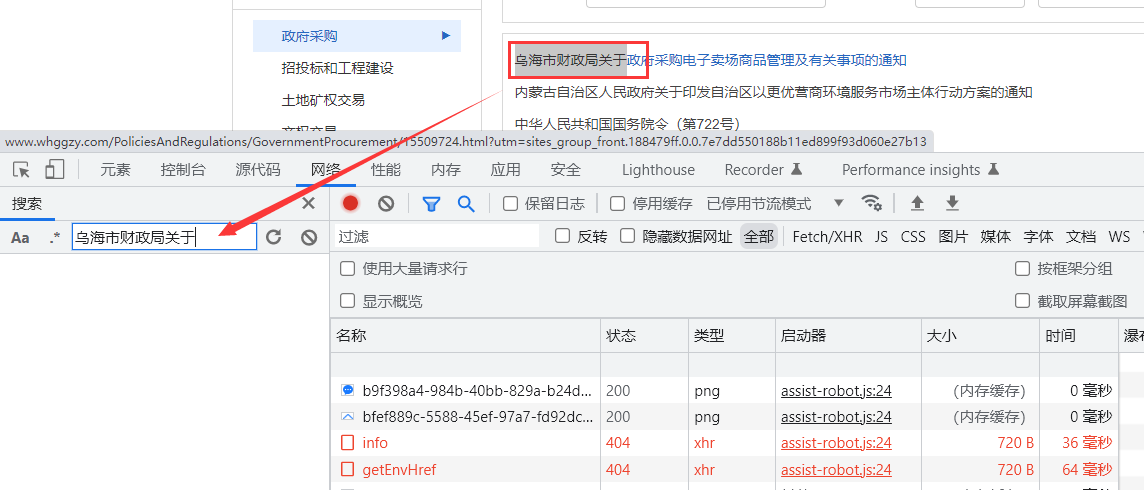 政府采购
招投标和工程建设
土地矿权交易
乌海市财政局关于政府采购电子卖场商品管理及有关事项的通知
内蒙古自治区人民政府关于印发自治区以更优营商环境服务市场主体行动方案的通知
中华人民共和国国务院令（第722号）
www.whggzy.com/PoliciesAndRegulations/GovernmentProcurement/15509724.html?utm=sites_group_front.188479ff.0.0.7e7dd550188b11ed899f93d060e27b13
元素 控制台 源代码 网络 性能 内存 应用 安全 Lighthouse Recorder Performance insights
搜索
保留日志 停用缓存 已停用节流模式
Aa .* 乌海市财政局关于
过滤 反转 隐藏数据网址 全部 Fetch/XHR JS CSS 图片 媒体 字体 文档 WS
使用大量请求行 按框架分组
显示概览 截取屏幕截图
名称 状态 类型 启动器 大小 时间 瀑布
b9f398a4-984b-40bb-829a-b24d... 200 png assist-robot.js:24 (内存缓存) 0 毫秒
bfef889c-5588-45ef-97a7-fd92dc... 200 png assist-robot.js:24 (内存缓存) 0 毫秒
info 404 xhr assist-robot.js:24 720 B 36 毫秒
getEnvHref 404 xhr assist-robot.js:24 720 B 64 毫秒